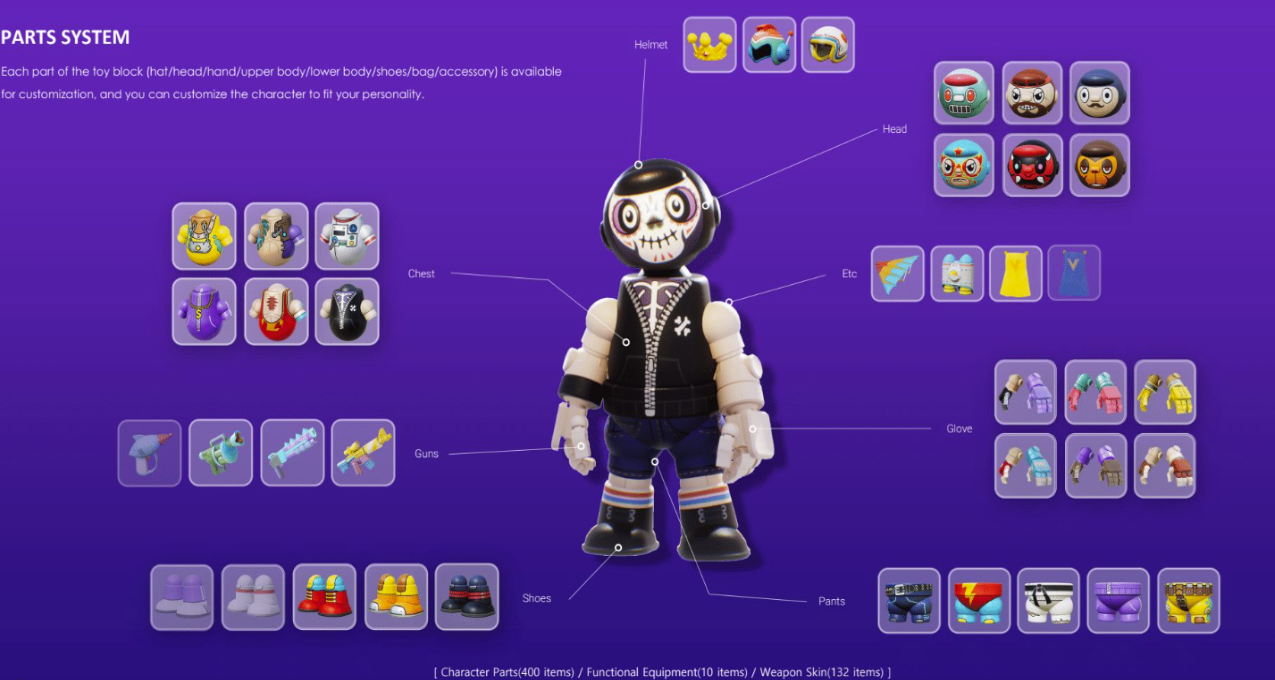 PARTS SYSTEM
Each part of the toy block (hat/head/hand/upper body/lower body/shoes/bag/accessory) is available
for customization, and you can customize the character to fit your personality.
Helmet
Head
Chest
Etc
Guns
Glove
Shoes
Pants
[ Character Parts(400 items) / Functional Equipment(10 items) / Weapon Skin(132 items) ]